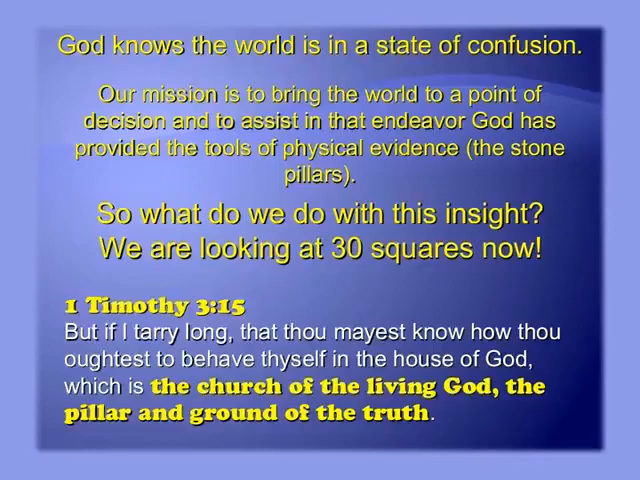 God knows the world is in a state of confusion.
Our mission is to bring the world to a point of
decision and to assist in that endeavor God has
provided the tools of physical evidence (the stone
pillars).
So what do we do with this insight?
We are looking at 30 squares now!
1 Timothy 3:15
But if I tarry long, that thou mayest know how thou
oughtest to behave thyself in the house of God,
which is the church of the living God, the
pillar and ground of the truth.